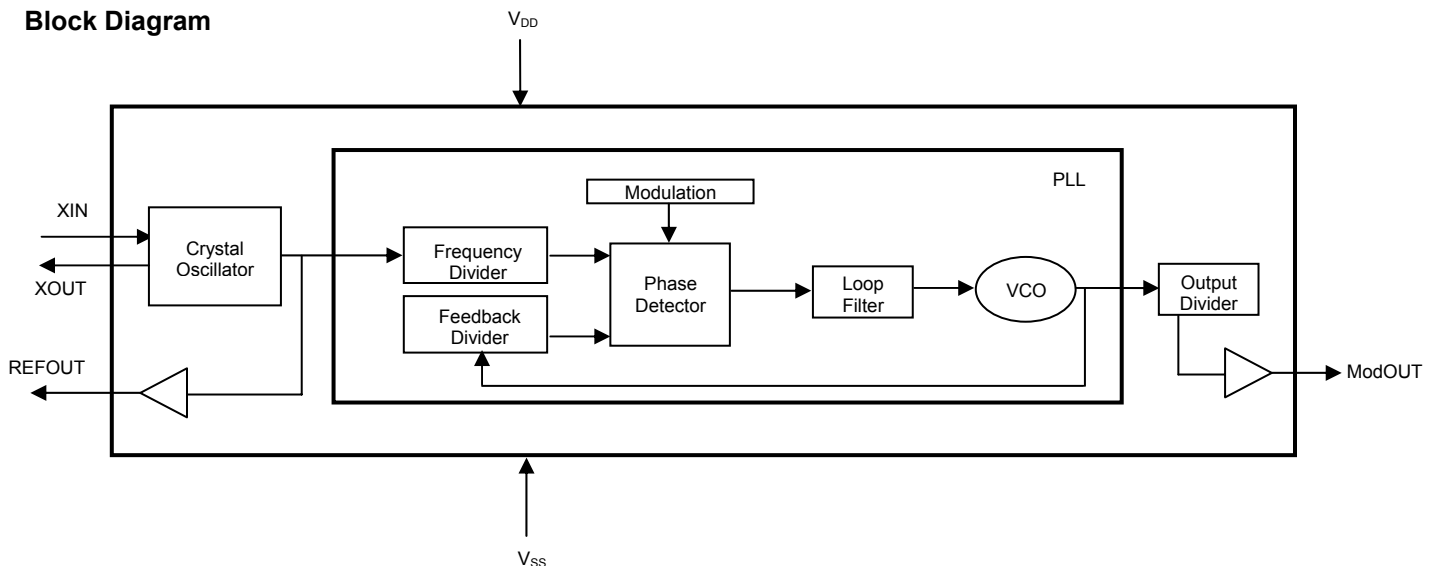 Block Diagram
VDD
PLL
Modulation
XIN
Crystal
Oscillator
XOUT
Frequency
Divider
Feedback
Divider
Phase
Detector
Loop
Filter
VCO
Output
Divider
REFOUT
ModOUT
VSS